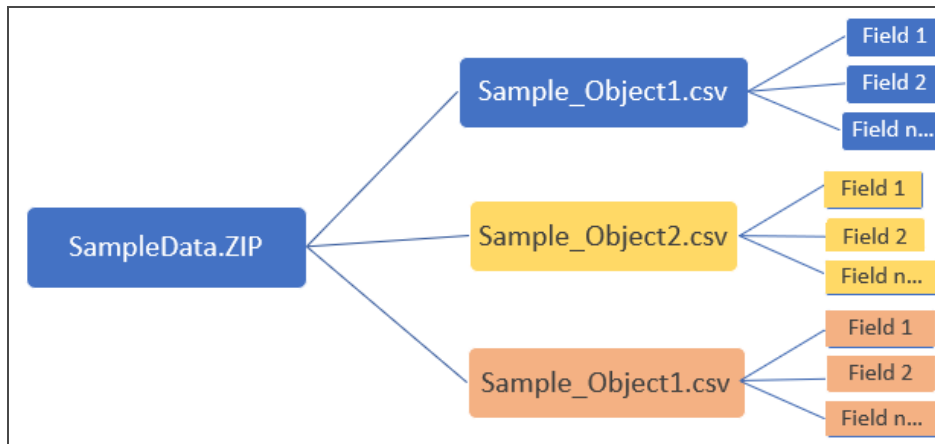 Field 1
Sample_Object1.csv
Field 2
Field n...
SampleData.ZIP
Field 1
Sample_Object2.csv
Field 2
Field n...
Field 1
Sample_Object1.csv
Field 2
Field n...